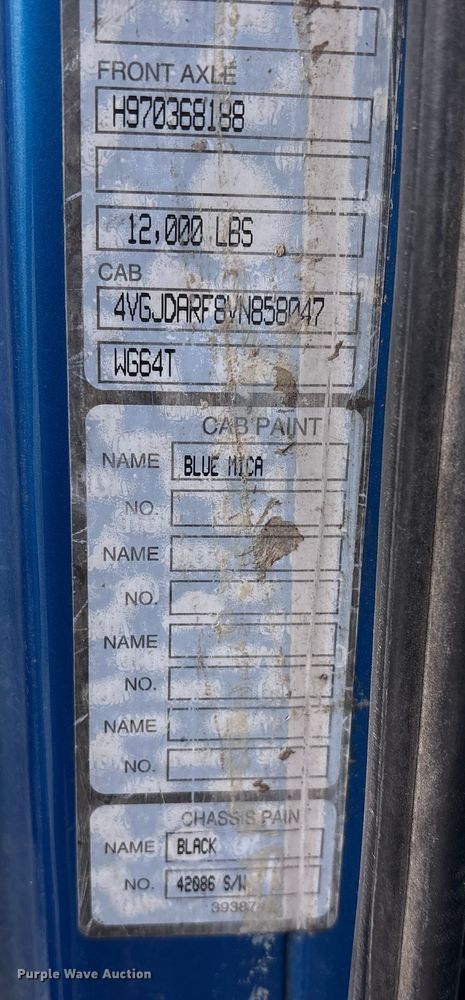 FRONT AXLE
H970368188
12,000 LBS
CAB
4VGJDARF8VN858047
WG64T
CAB PAINT
NAME BLUE MICA
NO.
NAME
NO.
NAME
NO.
NAME
NO.
CHASSIS PAINT
NAME BLACK
NO. 42086 S/W
Purple Wave Auction